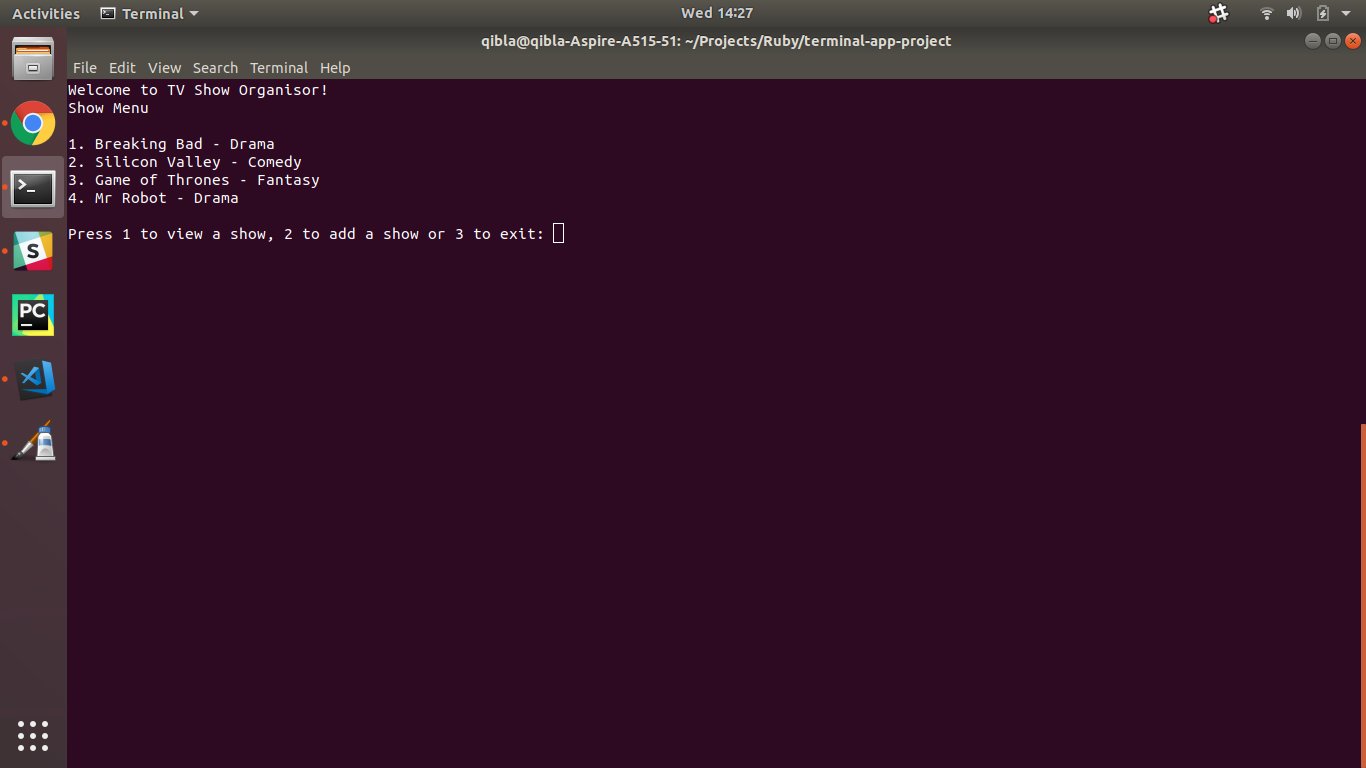 Activities Terminal Wed 14:27
qibla@qibla-Aspire-A515-51: ~/Projects/Ruby/terminal-app-project
File Edit View Search Terminal Help
Welcome to TV Show Organisor!
Show Menu
1. Breaking Bad - Drama
2. Silicon Valley - Comedy
3. Game of Thrones - Fantasy
4. Mr Robot - Drama
Press 1 to view a show, 2 to add a show or 3 to exit:
S
PC